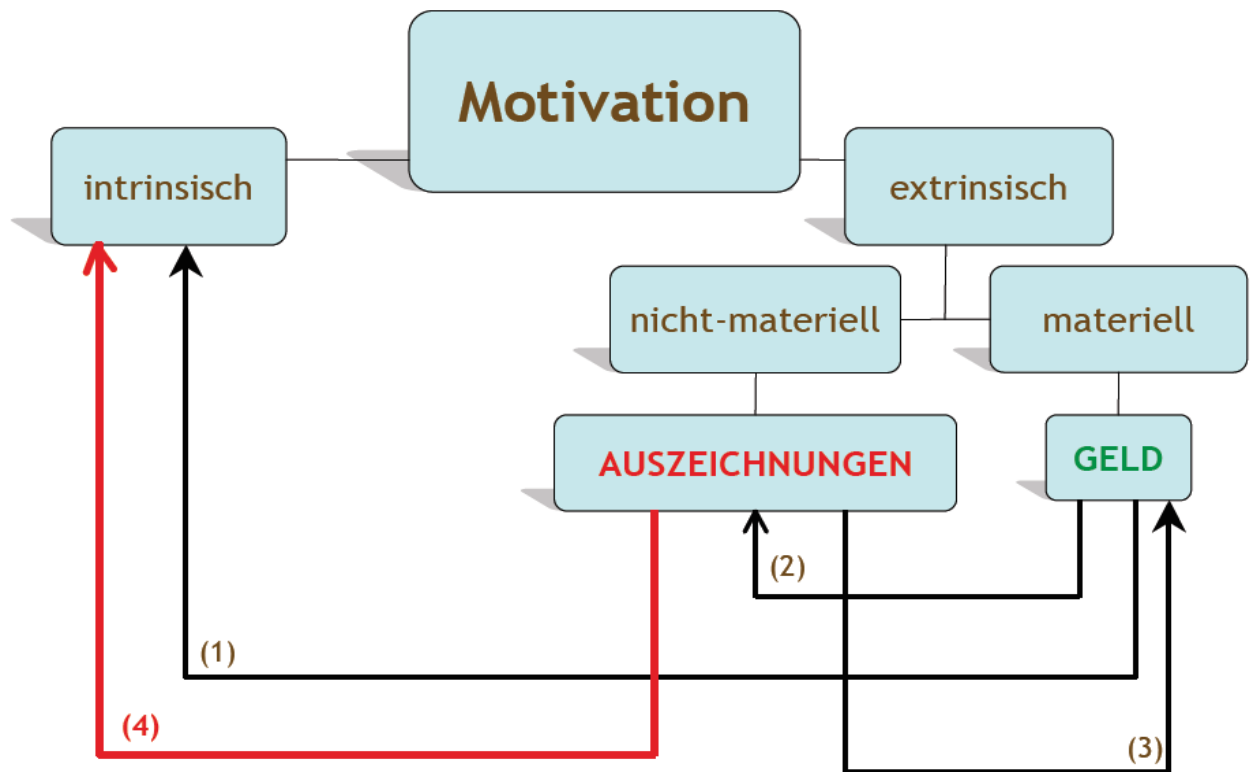 Motivation
intrinsisch
extrinsisch
nicht-materiell
materiell
AUSZEICHNUNGEN
GELD
(2)
(1)
(4)
(3)